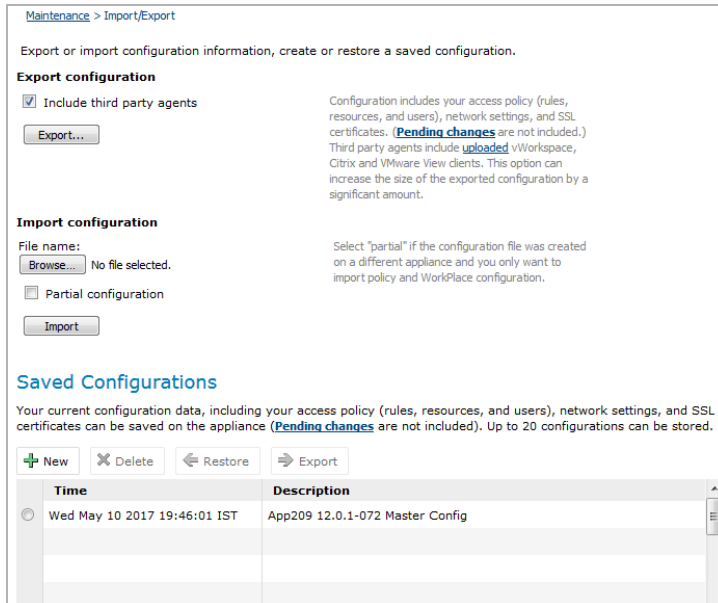 Maintenance > Import/Export
Export or import configuration information, create or restore a saved configuration.
Export configuration
Include third party agents
Export...
Configuration includes your access policy (rules,
resources, and users), network settings, and SSL
certificates. (Pending changes are not included.)
Third party agents include uploaded vWorkspace,
Citrix and VMware View clients. This option can
increase the size of the exported configuration by a
significant amount.
Import configuration
File name:
Browse... No file selected.
Partial configuration
Import
Select "partial" if the configuration file was created
on a different appliance and you only want to
import policy and WorkPlace configuration.
Saved Configurations
Your current configuration data, including your access policy (rules, resources, and users), network settings, and SSL
certificates can be saved on the appliance (Pending changes are not included). Up to 20 configurations can be stored.
New Delete Restore Export
Time Description
Wed May 10 2017 19:46:01 IST App209 12.0.1-072 Master Config